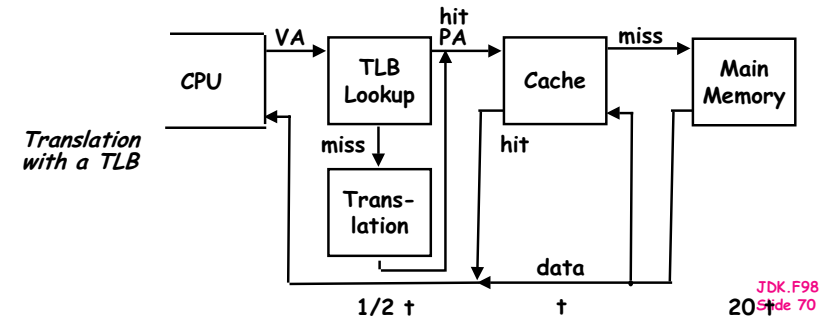 hit
VA
PA
miss
CPU
TLB
Lookup
Cache
Main
Memory
Translation
with a TLB
miss
hit
Trans-
lation
data
JDK.F98
Slide 70
1/2 t
t
20 t